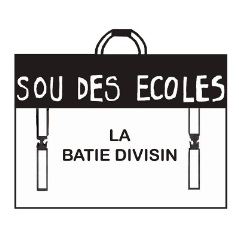 SOU DES ECOLES
LA
BATIE DIVISIN